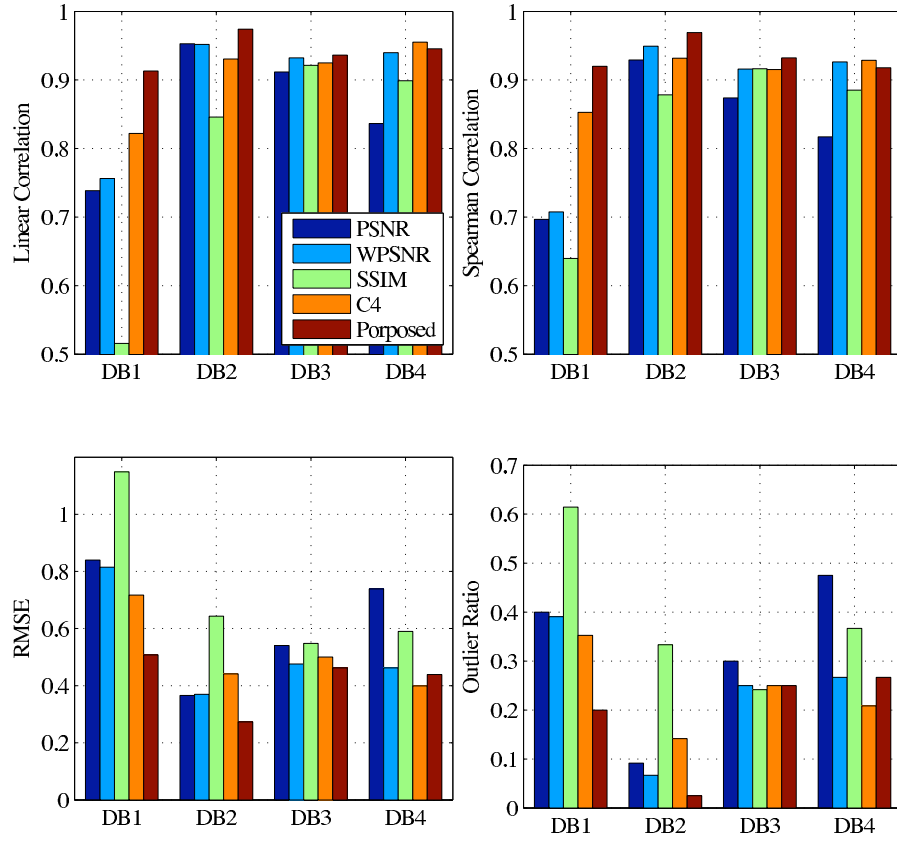 Linear Correlation
1
0.9
0.8
0.7
0.6
0.5
DB1 DB2 DB3 DB4
PSNR
WPSNR
SSIM
C4
Porposed
Spearman Correlation
1
0.9
0.8
0.7
0.6
0.5
DB1 DB2 DB3 DB4
RMSE
1
0.8
0.6
0.4
0.2
0
DB1 DB2 DB3 DB4
Outlier Ratio
0.7
0.6
0.5
0.4
0.3
0.2
0.1
0
DB1 DB2 DB3 DB4